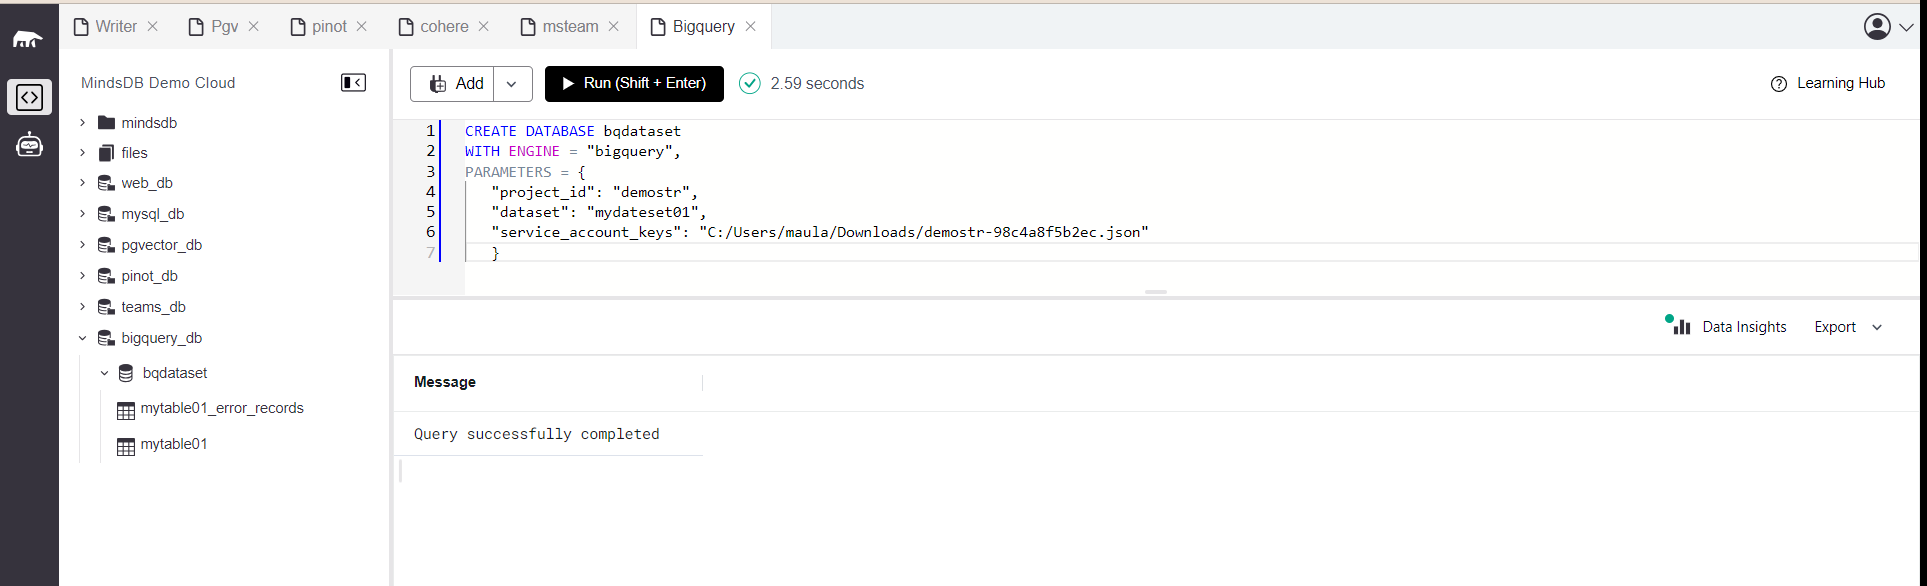 Writer
Pgv
pinot
cohere
msteam
Bigquery
MindsDB Demo Cloud
Add
Run (Shift + Enter)
2.59 seconds
Learning Hub
mindsdb
files
web_db
mysql_db
pgvector_db
pinot_db
teams_db
bigquery_db
bqdataset
mytable01_error_records
mytable01
1 CREATE DATABASE bqdataset
2 WITH ENGINE = "bigquery",
3 PARAMETERS = {
4 "project_id": "demostr",
5 "dataset": "mydateset01",
6 "service_account_keys": "C:/Users/maula/Downloads/demostr-98c4a8f5b2ec.json"
7 }
Data Insights
Export
Message
Query successfully completed